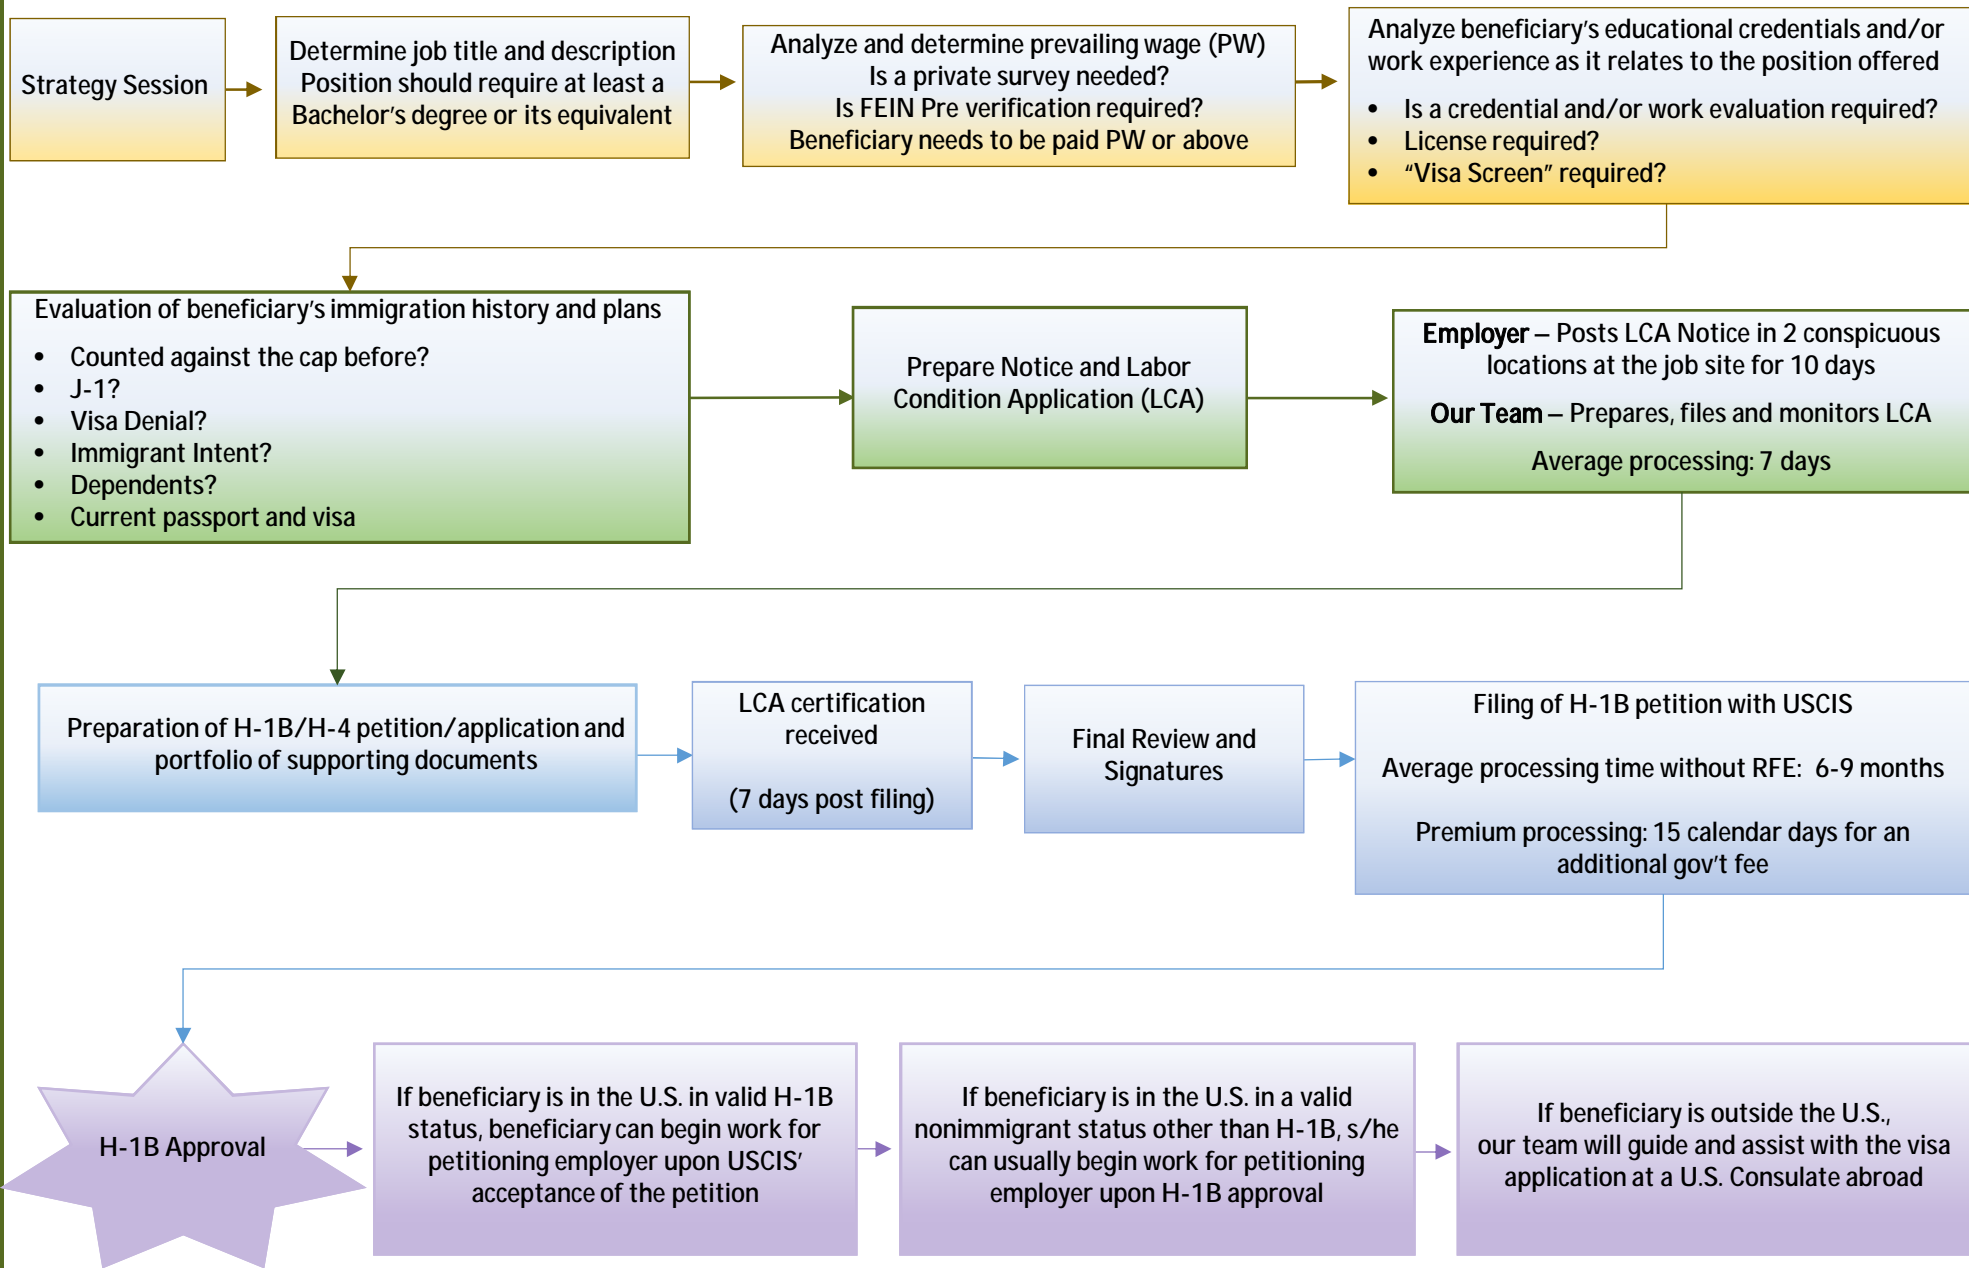 Strategy Session
Determine job title and description
Position should require at least a
Bachelor's degree or its equivalent
Analyze and determine prevailing wage (PW)
Is a private survey needed?
Is FEIN Pre verification required?
Beneficiary needs to be paid PW or above
Analyze beneficiary's educational credentials and/or
work experience as it relates to the position offered
• Is a credential and/or work evaluation required?
• License required?
• "Visa Screen" required?
Evaluation of beneficiary's immigration history and plans
• Counted against the cap before?
• J-1?
• Visa Denial?
• Immigrant Intent?
• Dependents?
• Current passport and visa
Prepare Notice and Labor
Condition Application (LCA)
Employer – Posts LCA Notice in 2 conspicuous
locations at the job site for 10 days
Our Team – Prepares, files and monitors LCA
Average processing: 7 days
Preparation of H-1B/H-4 petition/application and
portfolio of supporting documents
LCA certification
received
(7 days post filing)
Final Review and
Signatures
Filing of H-1B petition with USCIS
Average processing time without RFE: 6-9 months
Premium processing: 15 calendar days for an
additional gov't fee
H-1B Approval
If beneficiary is in the U.S. in valid H-1B
status, beneficiary can begin work for
petitioning employer upon USCIS'
acceptance of the petition
If beneficiary is in the U.S. in a valid
nonimmigrant status other than H-1B, s/he
can usually begin work for petitioning
employer upon H-1B approval
If beneficiary is outside the U.S.,
our team will guide and assist with the visa
application at a U.S. Consulate abroad